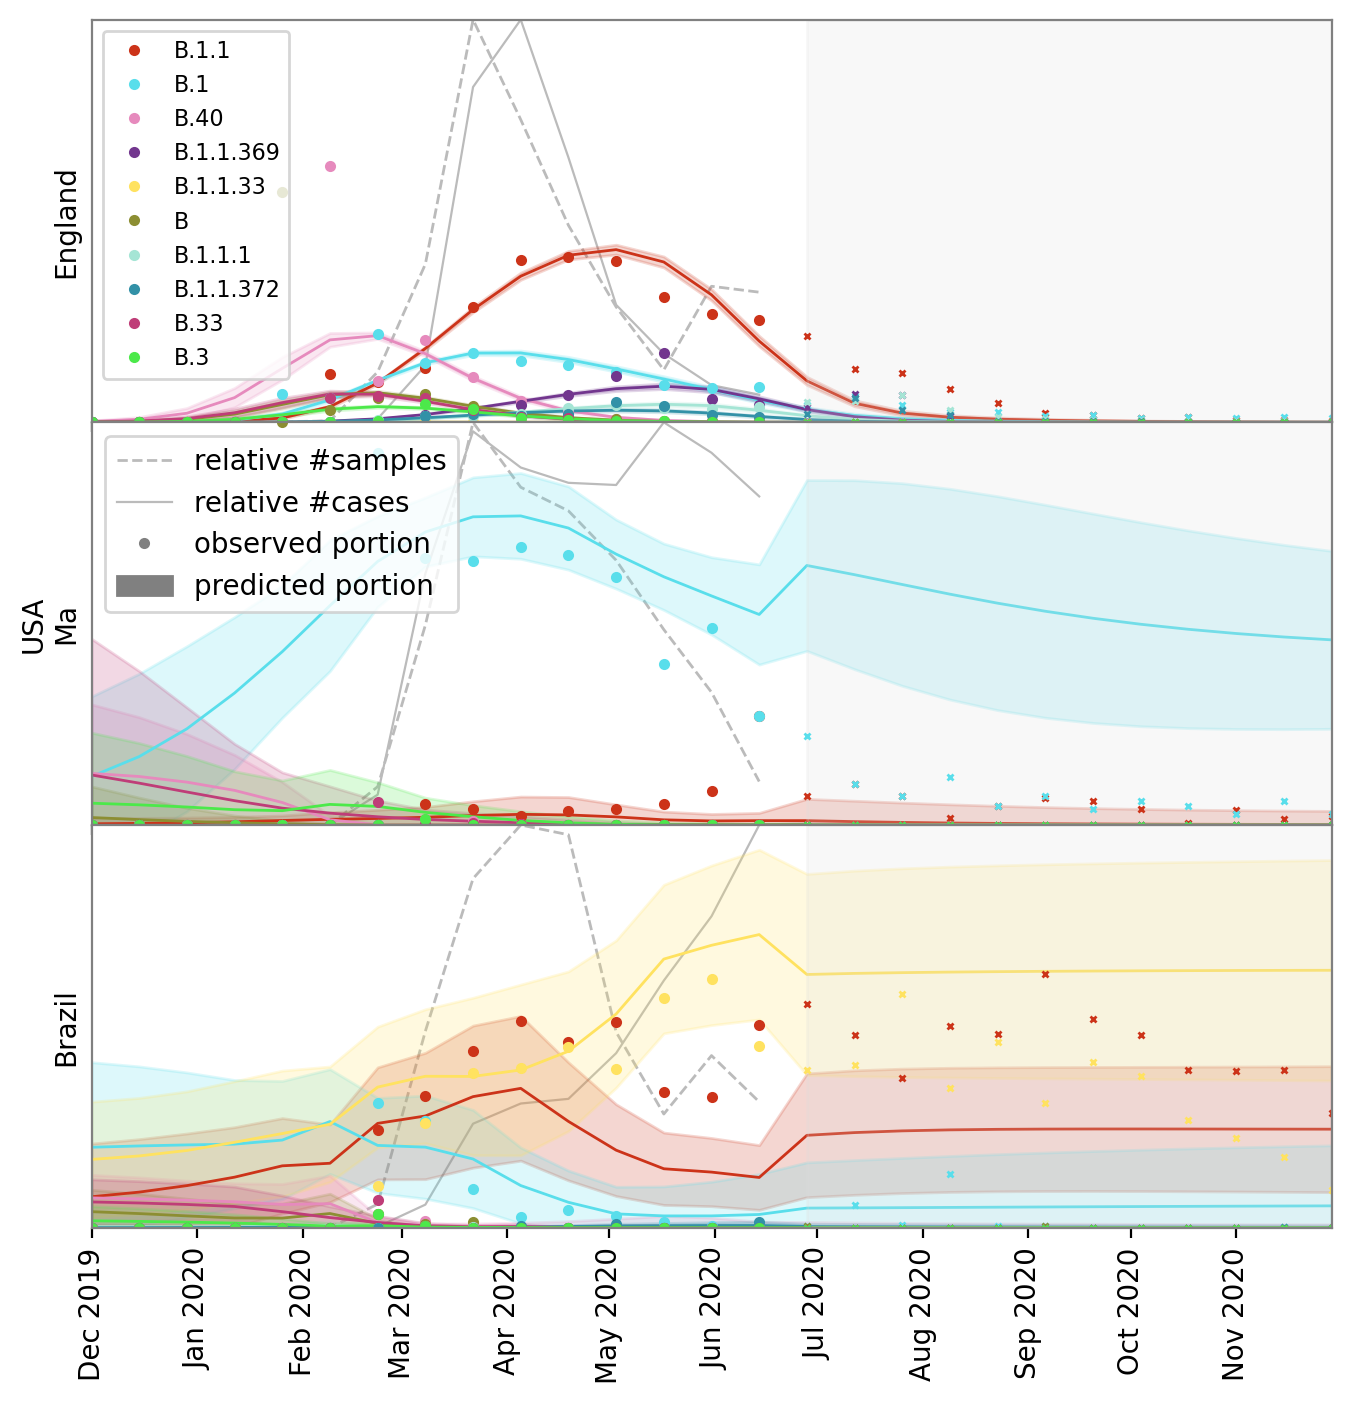 England
B.1.1
B.1
B.40
B.1.1.369
B.1.1.33
B
B.1.1.1
B.1.1.372
B.33
B.3
USA
Ma
relative #samples
relative #cases
observed portion
predicted portion
Brazil
Dec 2019
Jan 2020
Feb 2020
Mar 2020
Apr 2020
May 2020
Jun 2020
Jul 2020
Aug 2020
Sep 2020
Oct 2020
Nov 2020